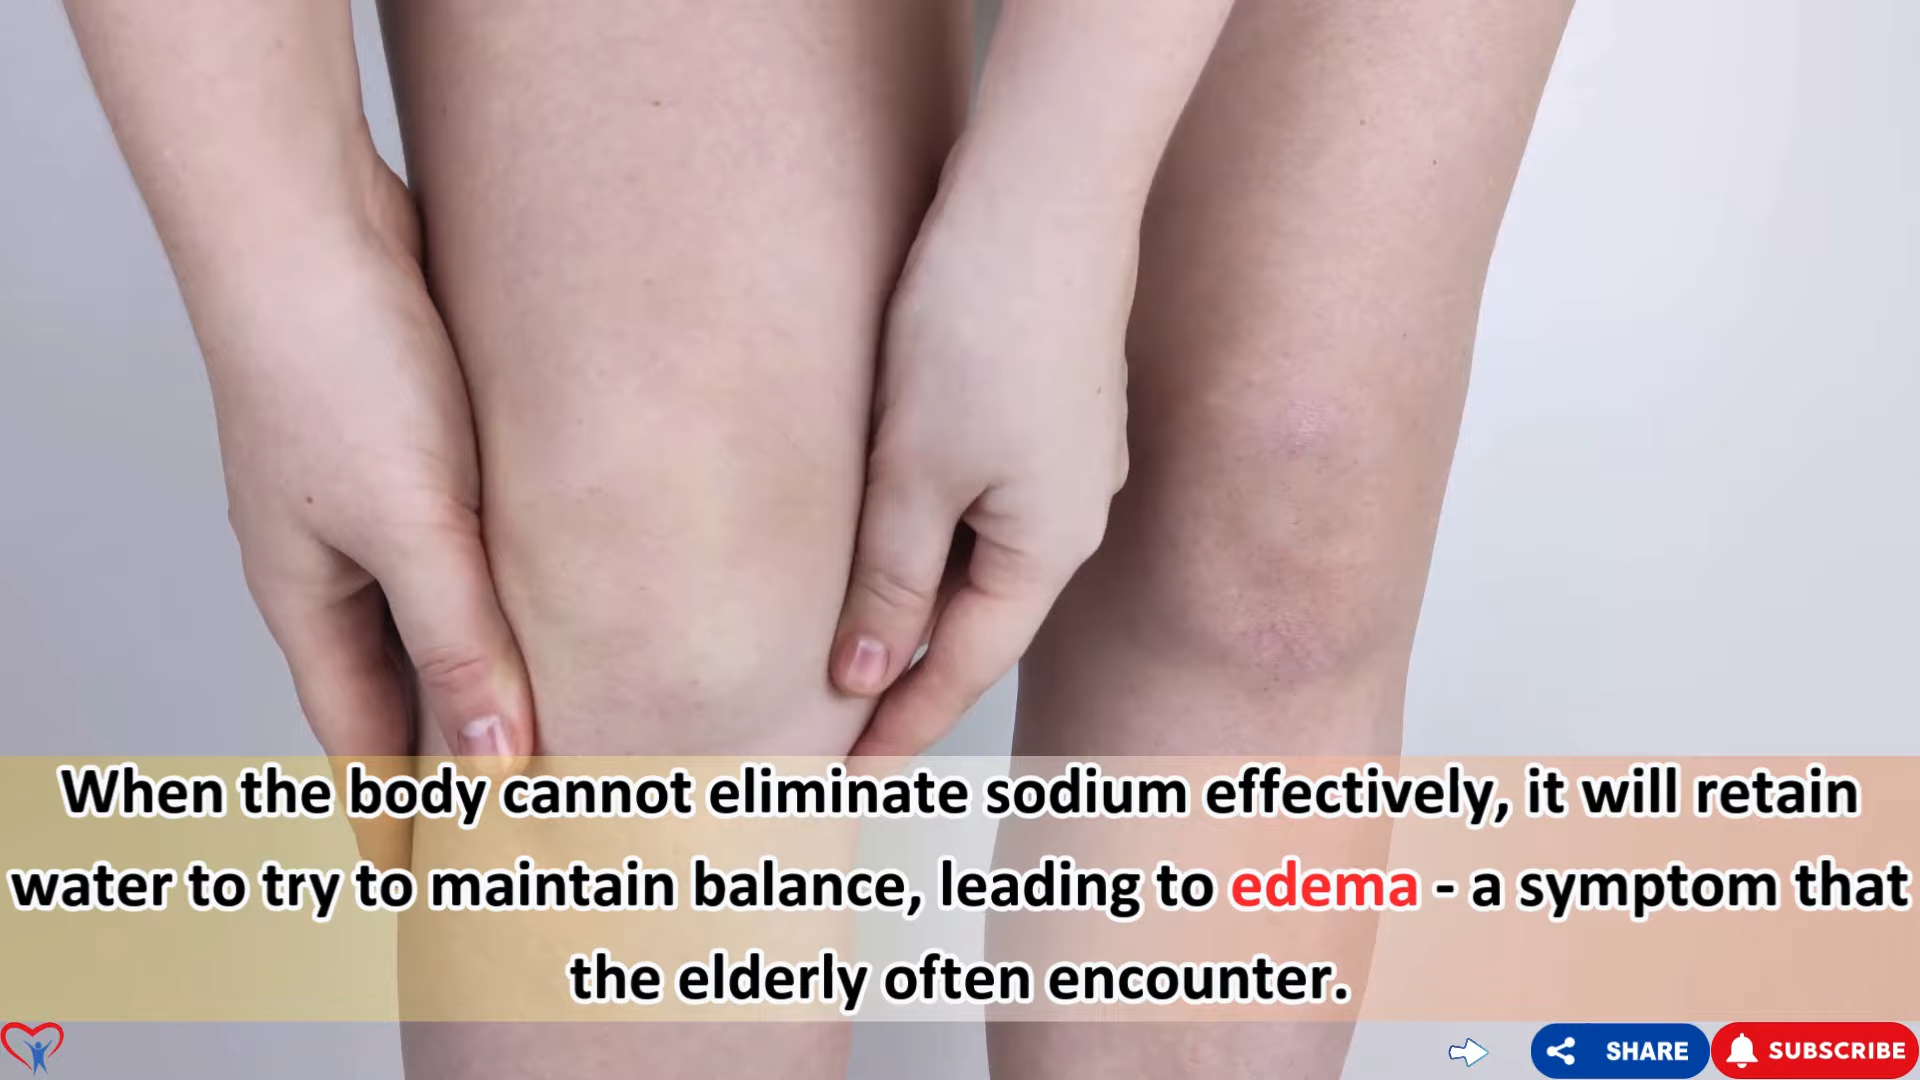 When the body cannot eliminate sodium effectively, it will retain
water to try to maintain balance, leading to edema - a symptom that
the elderly often encounter.
SHARE
SUBSCRIBE